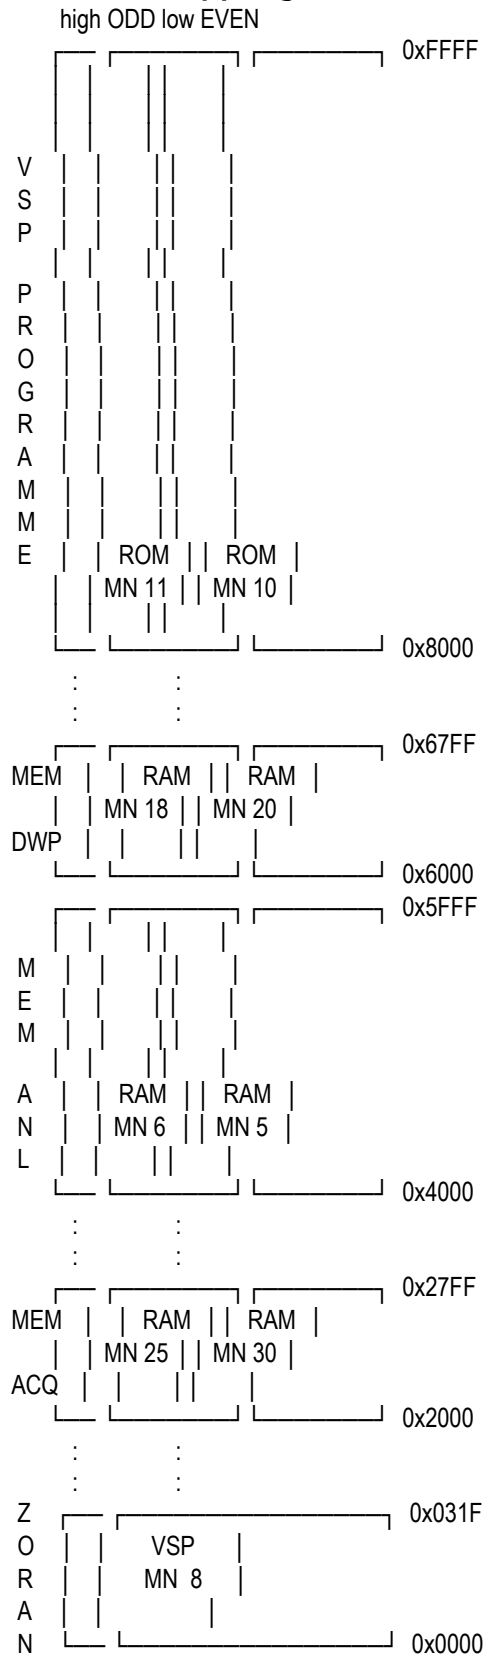 high ODD low EVEN
0xFFFF
V
S
P
P
R
O
G
R
A
M
M
E ROM ROM
MN 11 MN 10
0x8000
: :
: :
0x67FF
MEM RAM RAM
MN 18 MN 20
DWP
0x6000
0x5FFF
M
E
M
A RAM RAM
N MN 6 MN 5
L
0x4000
: :
: :
0x27FF
MEM RAM RAM
MN 25 MN 30
ACQ
0x2000
: :
: :
Z 0x031F
O VSP
R MN 8
A
N 0x0000